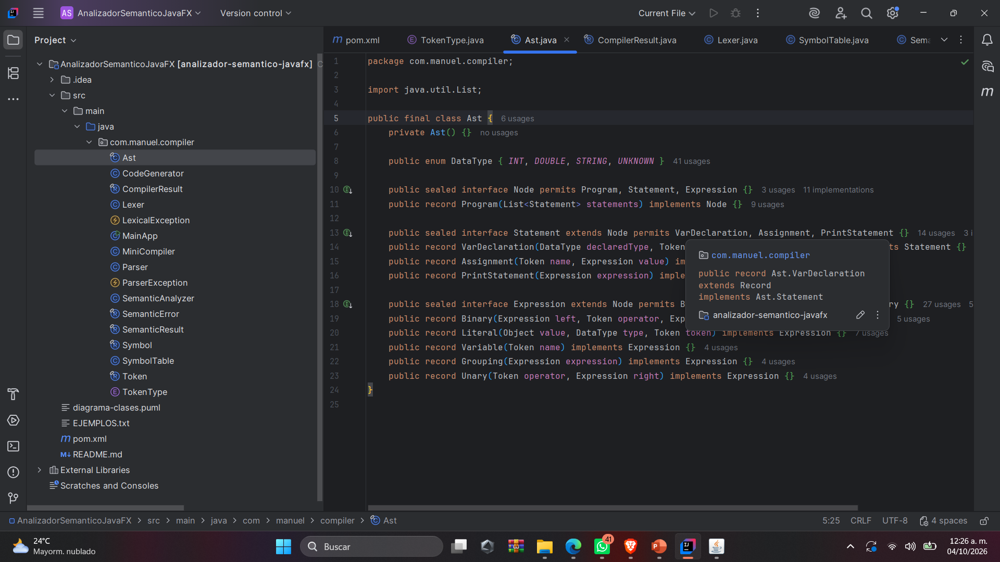 AS AnalizadorSemanticoJavaFX Version control Current File
Project
pom.xml TokenType.java Ast.java CompilerResult.java Lexer.java SymbolTable.java Sema
AnalizadorSemanticoJavaFX [analizador-semantico-javafx]
.idea
src
main
java
com.manuel.compiler
Ast
CodeGenerator
CompilerResult
Lexer
LexicalException
MainApp
MiniCompiler
Parser
ParserException
SemanticAnalyzer
SemanticError
SemanticResult
Symbol
SymbolTable
Token
TokenType
diagrama-clases.puml
EJEMPLOS.txt
pom.xml
README.md
External Libraries
Scratches and Consoles
1 package com.manuel.compiler;
2
3 import java.util.List;
4
5 public final class Ast { 6 usages
6 private Ast() {} no usages
7
8 public enum DataType { INT, DOUBLE, STRING, UNKNOWN } 41 usages
9
10 public sealed interface Node permits Program, Statement, Expression {} 3 usages 11 implementations
11 public record Program(List<Statement> statements) implements Node {} 9 usages
12
13 public sealed interface Statement extends Node permits VarDeclaration, Assignment, PrintStatement {} 14 usages 3 i
14 public record VarDeclaration(DataType declaredType, Token ts Statement {}
15 public record Assignment(Token name, Expression value) im
16 public record PrintStatement(Expression expression) imple
17
18 public sealed interface Expression extends Node permits B ry {} 27 usages 5
19 public record Binary(Expression left, Token operator, Exp 5 usages
20 public record Literal(Object value, DataType type, Token token) implements Expression {} 7 usages
21 public record Variable(Token name) implements Expression {} 4 usages
22 public record Grouping(Expression expression) implements Expression {} 4 usages
23 public record Unary(Token operator, Expression right) implements Expression {} 4 usages
24 }
25
com.manuel.compiler
public record Ast.VarDeclaration
extends Record
implements Ast.Statement
analizador-semantico-javafx
AnalizadorSemanticoJavaFX > src > main > java > com > manuel > compiler > Ast 5:25 CRLF UTF-8 4 spaces
24°C
Mayorm. nublado
Buscar
41
12:26 a. m.
04/10/2026